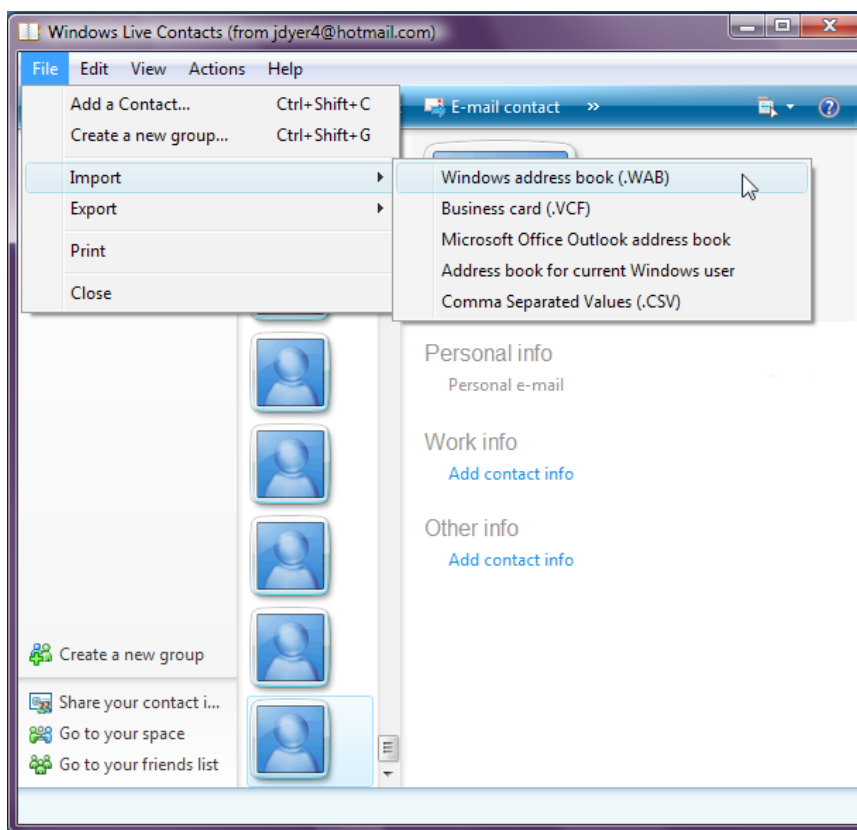 Windows Live Contacts (from jdyer4@hotmail.com)
File Edit View Actions Help
E-mail contact »
Add a Contact... Ctrl+Shift+C
Create a new group... Ctrl+Shift+G
Import
Export
Print
Close
Windows address book (.WAB)
Business card (.VCF)
Microsoft Office Outlook address book
Address book for current Windows user
Comma Separated Values (.CSV)
Personal info
Personal e-mail
Work info
Add contact info
Other info
Add contact info
Create a new group
Share your contact i...
Go to your space
Go to your friends list